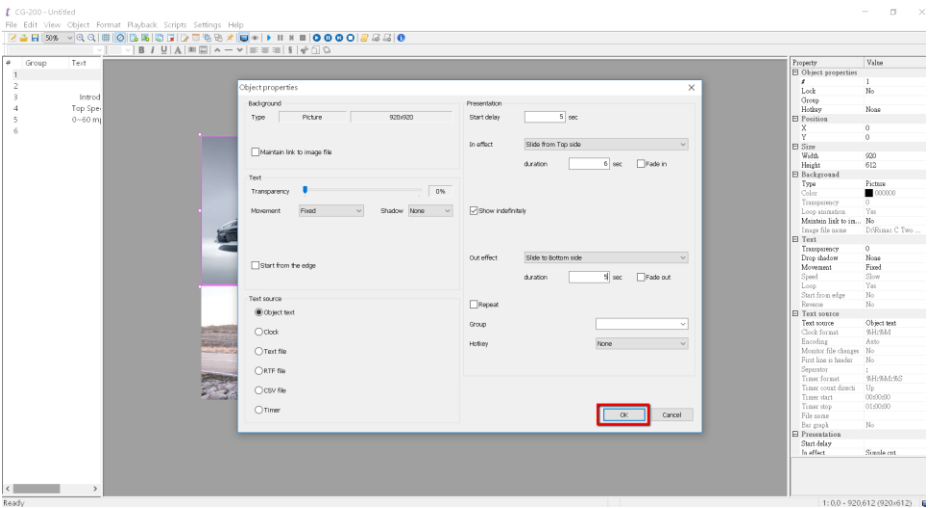 CG-200 - Untitled
File Edit View Object Format Playback Scripts Settings Help
50%
B I U A
# Group Text
1
2
3 Introd
4 Top Spe
5 0~60 mp
6
Object properties
Background
Type Picture 920x920
Maintain link to image file
Text
Transparency 0%
Movement Fixed Shadow None
Start from the edge
Text source
Object text
Clock
Text file
RTF file
CSV file
Timer
Presentation
Start delay 5 sec
In effect Slide from Top side
duration 6 sec Fade in
Show indefinitely
Out effect Slide to Bottom side
duration 5 sec Fade out
Repeat
Group
Hotkey None
OK Cancel
Property Value
Object properties
# 1
Lock No
Group
Hotkey None
Position
X 0
Y 0
Size
Width 920
Height 612
Background
Type Picture
Color 000000
Transparency 0
Loop animation Yes
Maintain link to im... No
Image file name D:\Rimac C Two ...
Text
Transparency 0
Drop shadow None
Movement Fixed
Speed Slow
Loop Yes
Start from edge No
Reverse No
Text source
Text source Object text
Clock format %H:%M
Encoding Auto
Monitor file changes No
First line is header No
Separator ;
Timer format %H:%M:%S
Timer count directi Up
Timer start 00:00:00
Timer stop 01:00:00
File name
Bar graph No
Presentation
Start delay
In effect Simple cut
Ready
1: 0,0 - 920,612 (920x612)